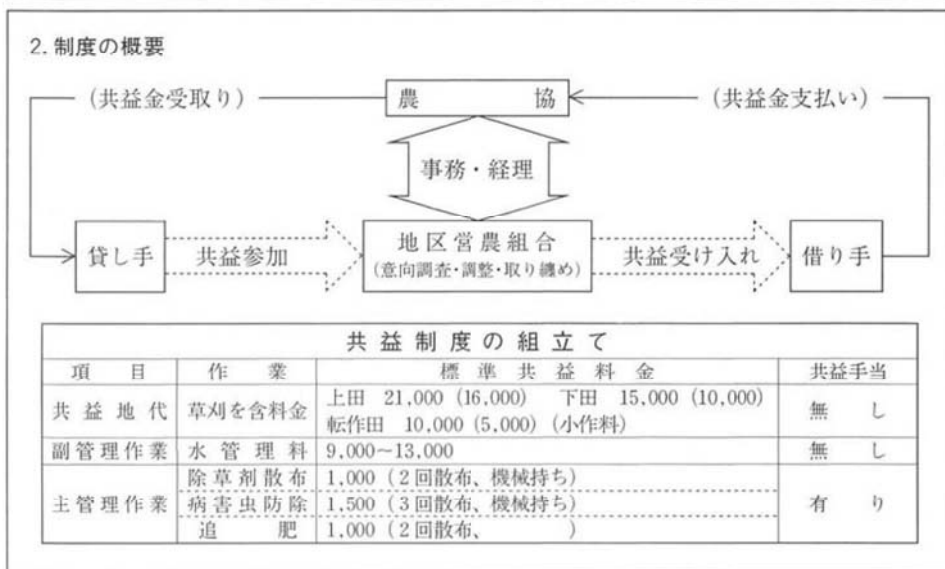 2. 制度の概要
(共益金受取り)
農 協
(共益金支払い)
事務・経理
貸し手
共益参加
地区営農組合
(意向調査・調整・取り纏め)
共益受け入れ
借り手
共益制度の組立て
項 目 作 業 標準共益料金 共益手当
共益地代 草刈を含料金 上田 21,000 (16,000) 下田 15,000 (10,000) 無 し
転作田 10,000 (5,000) (小作料)
副管理作業 水管理料 9,000~13,000 無 し
主管理作業 除草剤散布 1,000 (2回散布、機械持ち) 有 り
病害虫防除 1,500 (3回散布、機械持ち)
追 肥 1,000 (2回散布、 )